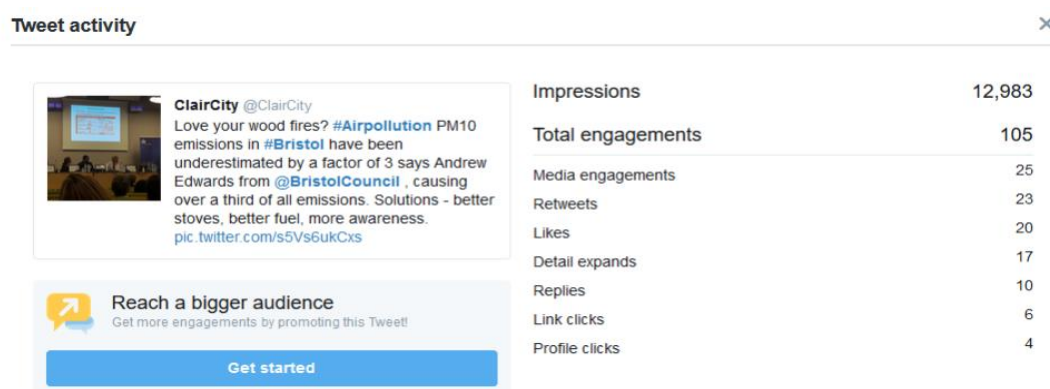 Tweet activity
ClairCity @ClairCity
Love your wood fires? #Airpollution PM10
emissions in #Bristol have been
underestimated by a factor of 3 says Andrew
Edwards from @BristolCouncil , causing
over a third of all emissions. Solutions - better
stoves, better fuel, more awareness.
pic.twitter.com/s5Vs6ukCxs
Reach a bigger audience
Get more engagements by promoting this Tweet!
Get started
Impressions 12,983
Total engagements 105
Media engagements 25
Retweets 23
Likes 20
Detail expands 17
Replies 10
Link clicks 6
Profile clicks 4